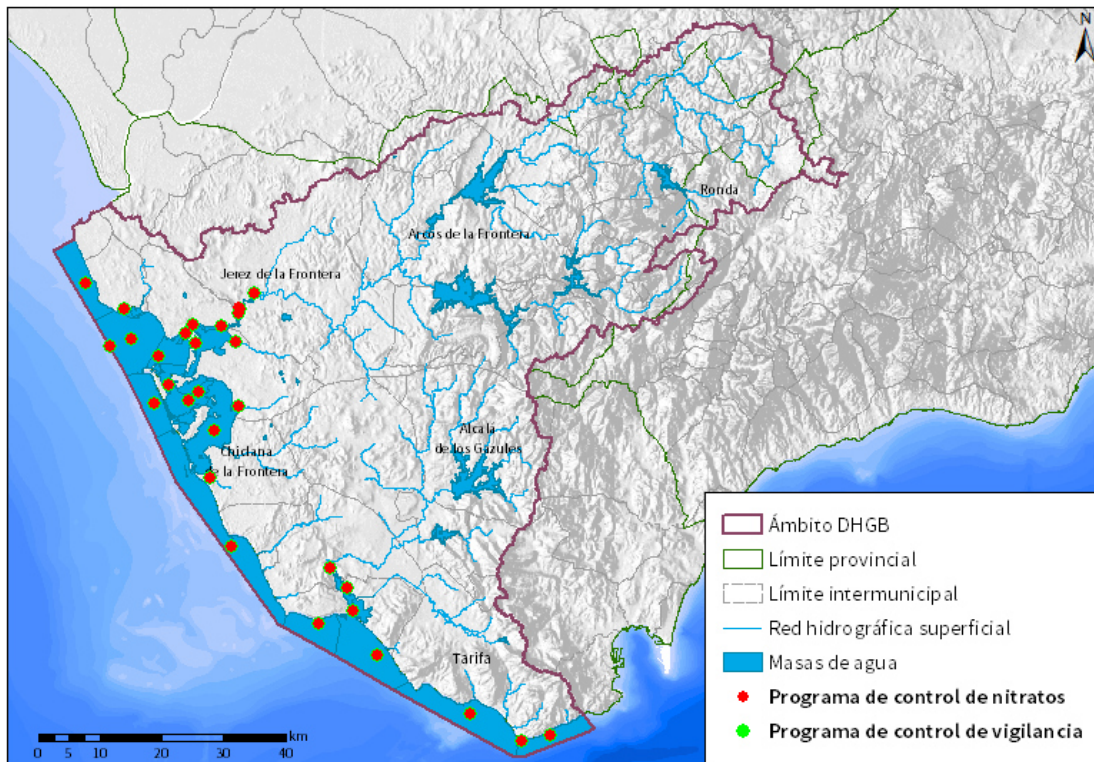 N
Ronda
Arcos de la Frontera
Jerez de la Frontera
Alcalá
de los Gazules
Chiclana
de la Frontera
Tarifa
Ámbito DHGB
Límite provincial
Límite intermunicipal
Red hidrográfica superficial
Masas de agua
Programa de control de nitratos
Programa de control de vigilancia
km
0 5 10 20 30 40